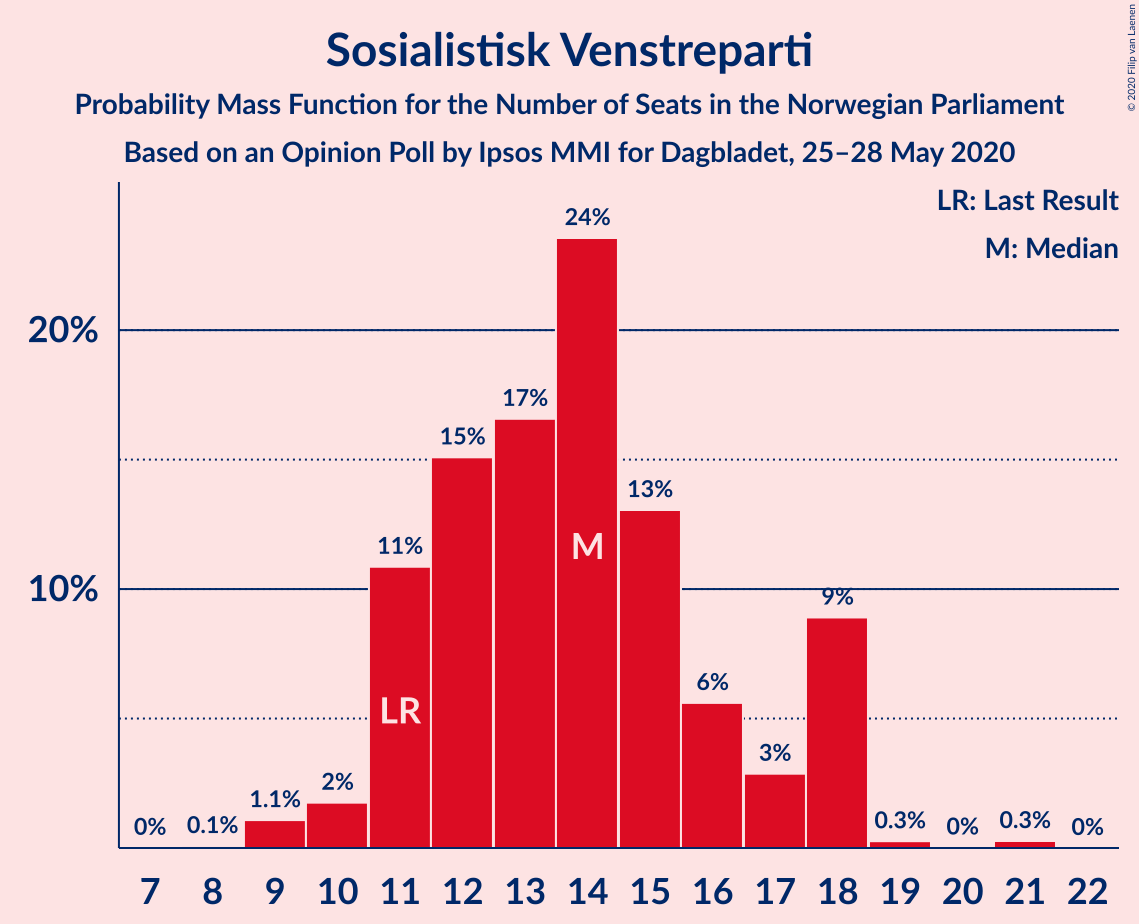 © 2020 Filip van Laenen
Sosialistisk Venstreparti
Probability Mass Function for the Number of Seats in the Norwegian Parliament
Based on an Opinion Poll by Ipsos MMI for Dagbladet, 25–28 May 2020
LR: Last Result
M: Median
20%
10%
0% 0.1% 1.1% 2% 11% 15% 17% 24% 13% 6% 3% 9% 0.3% 0% 0.3% 0%
LR M
7 8 9 10 11 12 13 14 15 16 17 18 19 20 21 22